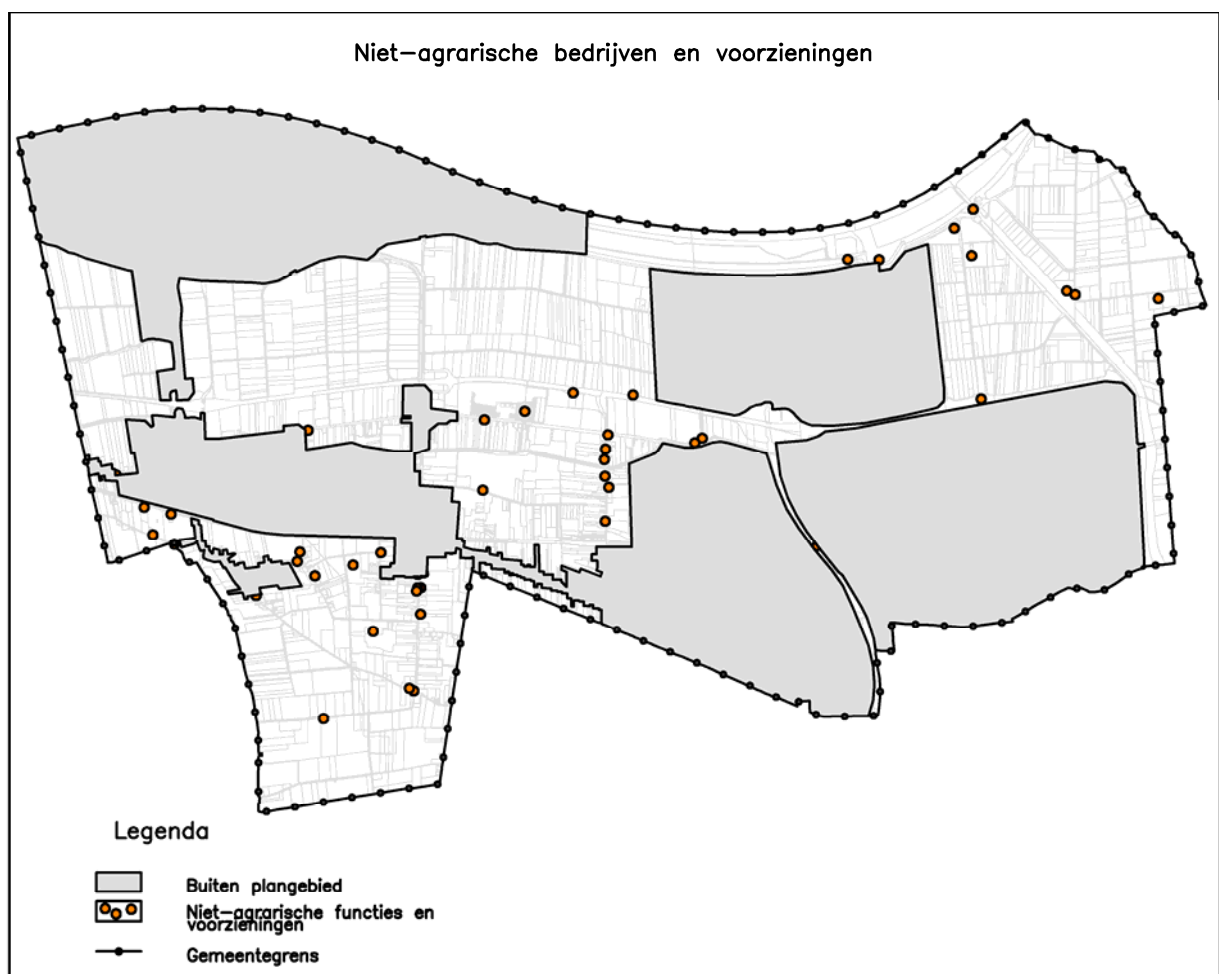 Niet-agrarische bedrijven en voorzieningen
Legenda
Buiten plangebied
Niet-agrarische functies en
voorzieningen
Gemeentegrens